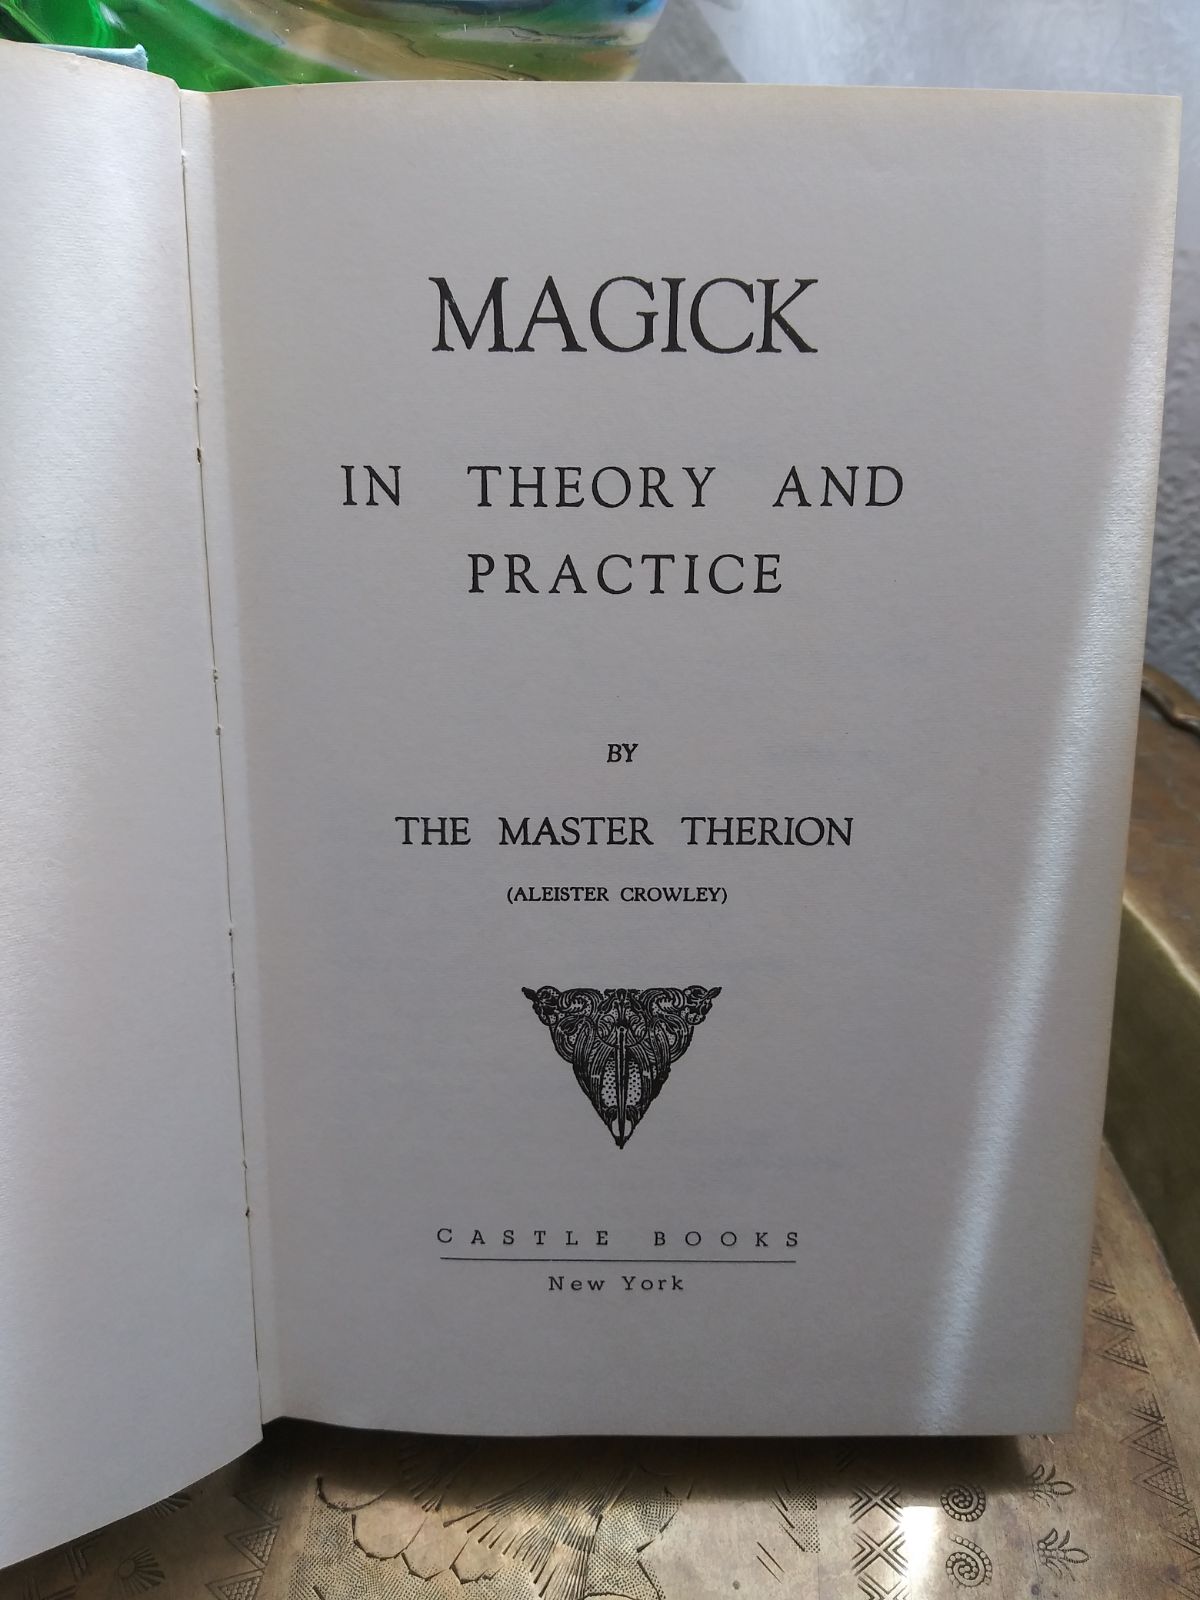 MAGICK
IN THEORY AND
PRACTICE
BY
THE MASTER THERION
(ALEISTER CROWLEY)
CASTLE BOOKS
New York